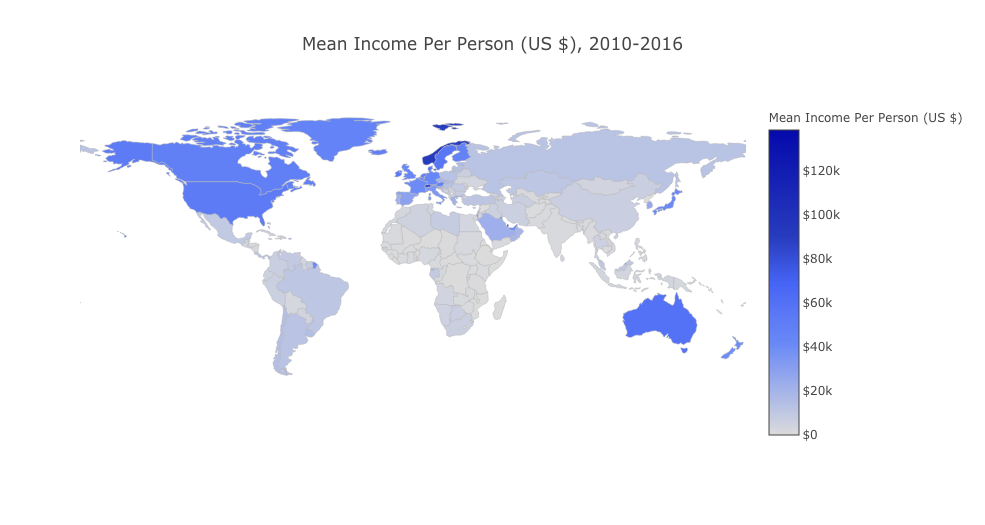 Mean Income Per Person (US $), 2010-2016
Mean Income Per Person (US $)
$120k
$100k
$80k
$60k
$40k
$20k
$0